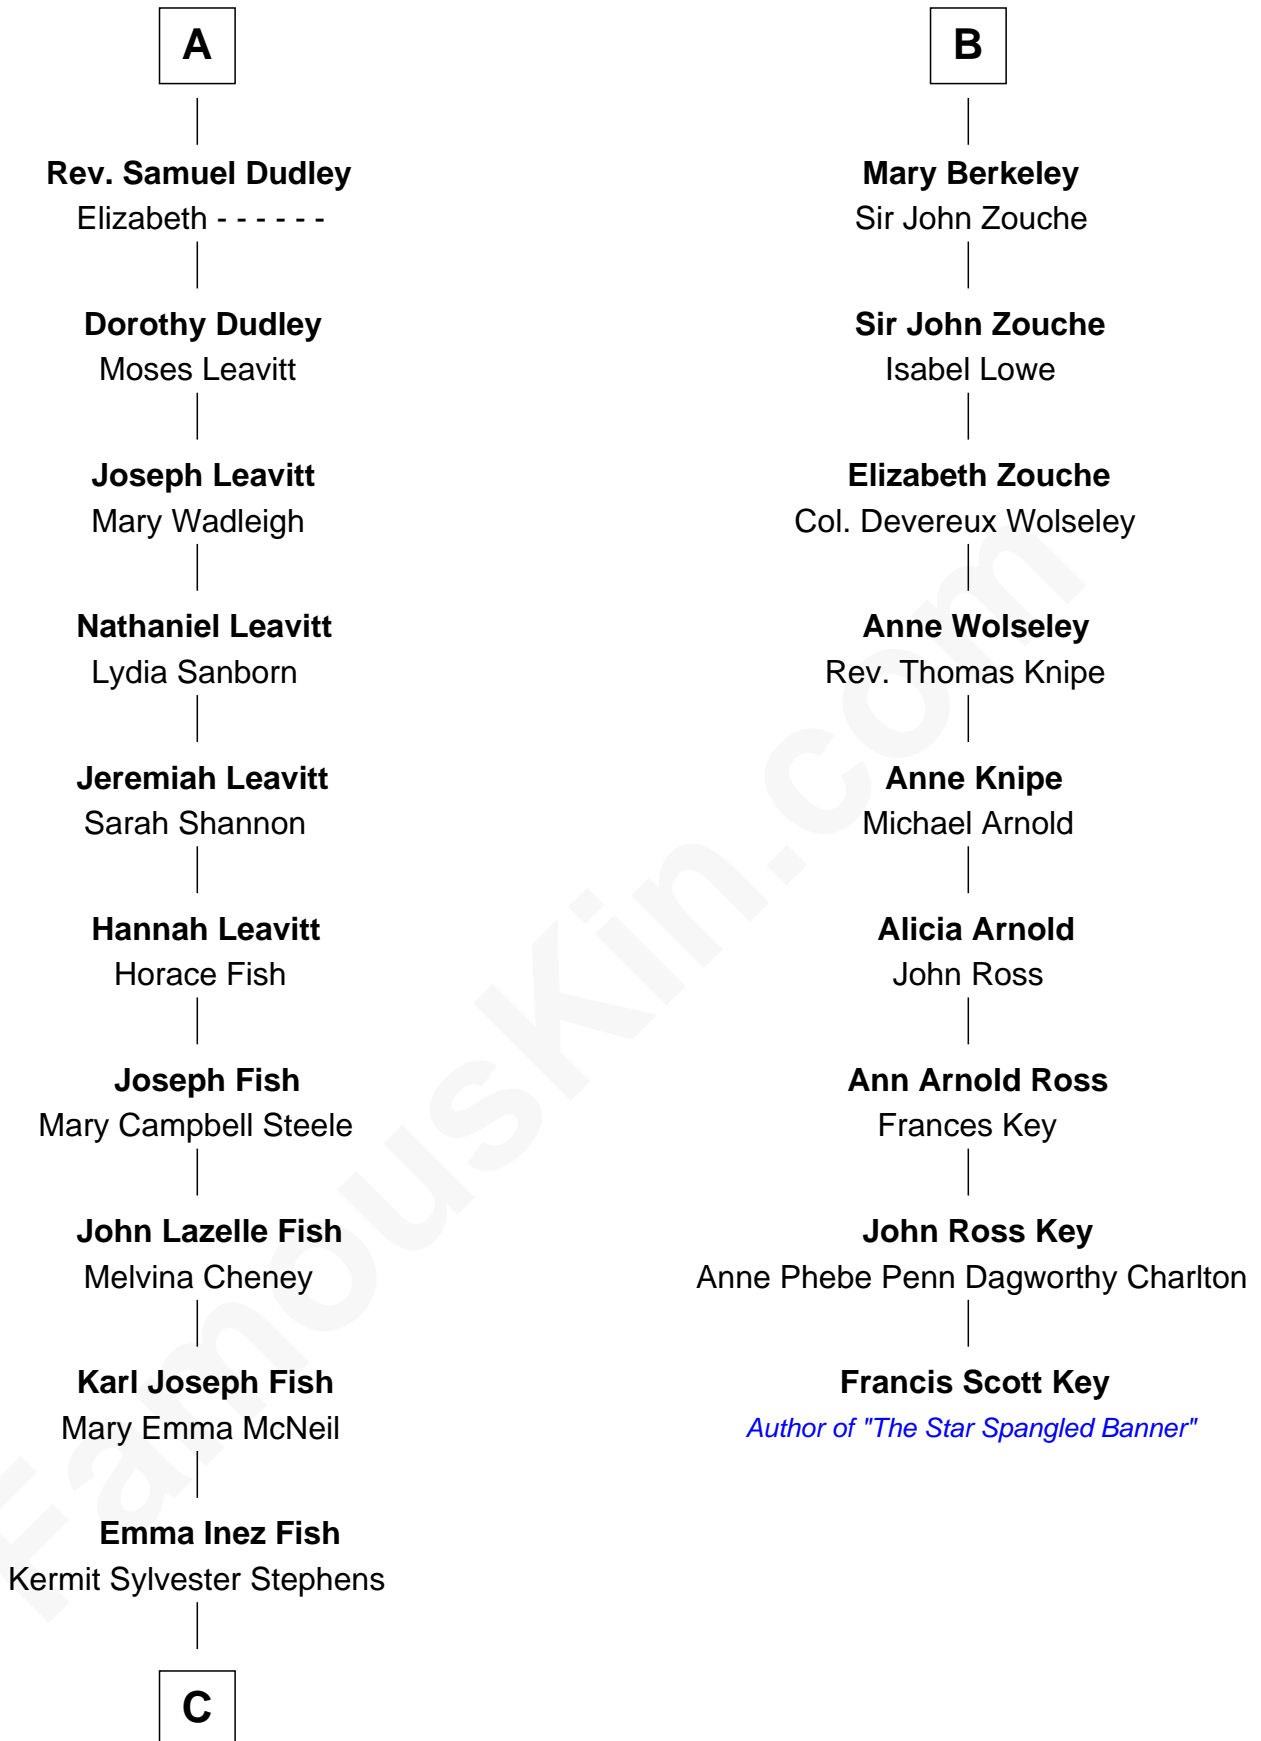 A
Rev. Samuel Dudley
Elizabeth - - - - - -
Dorothy Dudley
Moses Leavitt
Joseph Leavitt
Mary Wadleigh
Nathaniel Leavitt
Lydia Sanborn
Jeremiah Leavitt
Sarah Shannon
Hannah Leavitt
Horace Fish
Joseph Fish
Mary Campbell Steele
John Lazelle Fish
Melvina Cheney
Karl Joseph Fish
Mary Emma McNeil
Emma Inez Fish
Kermit Sylvester Stephens
C
B
Mary Berkeley
Sir John Zouche
Sir John Zouche
Isabel Lowe
Elizabeth Zouche
Col. Devereux Wolseley
Anne Wolseley
Rev. Thomas Knipe
Anne Knipe
Michael Arnold
Alicia Arnold
John Ross
Ann Arnold Ross
Frances Key
John Ross Key
Anne Phebe Penn Dagworthy Charlton
Francis Scott Key
Author of "The Star Spangled Banner"
FamousKin.com